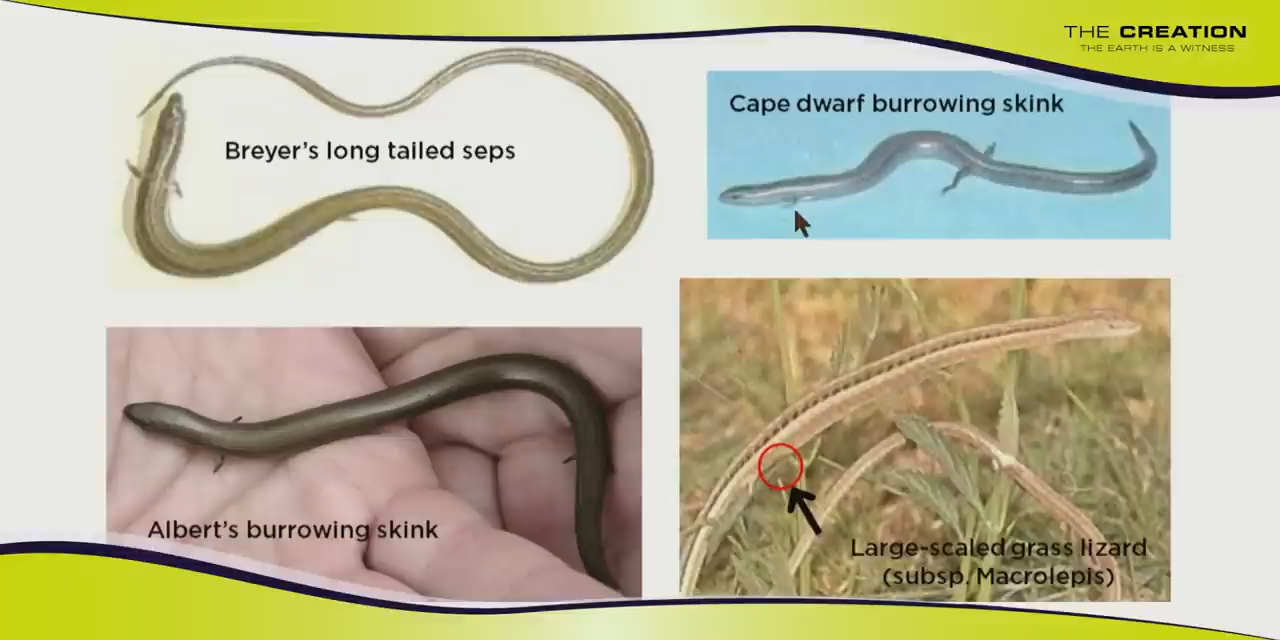 THE CREATION
THE EARTH IS A WITNESS
Breyer's long tailed seps
Cape dwarf burrowing skink
Albert's burrowing skink
Large-scaled grass lizard
(subsp. Macrolepis)